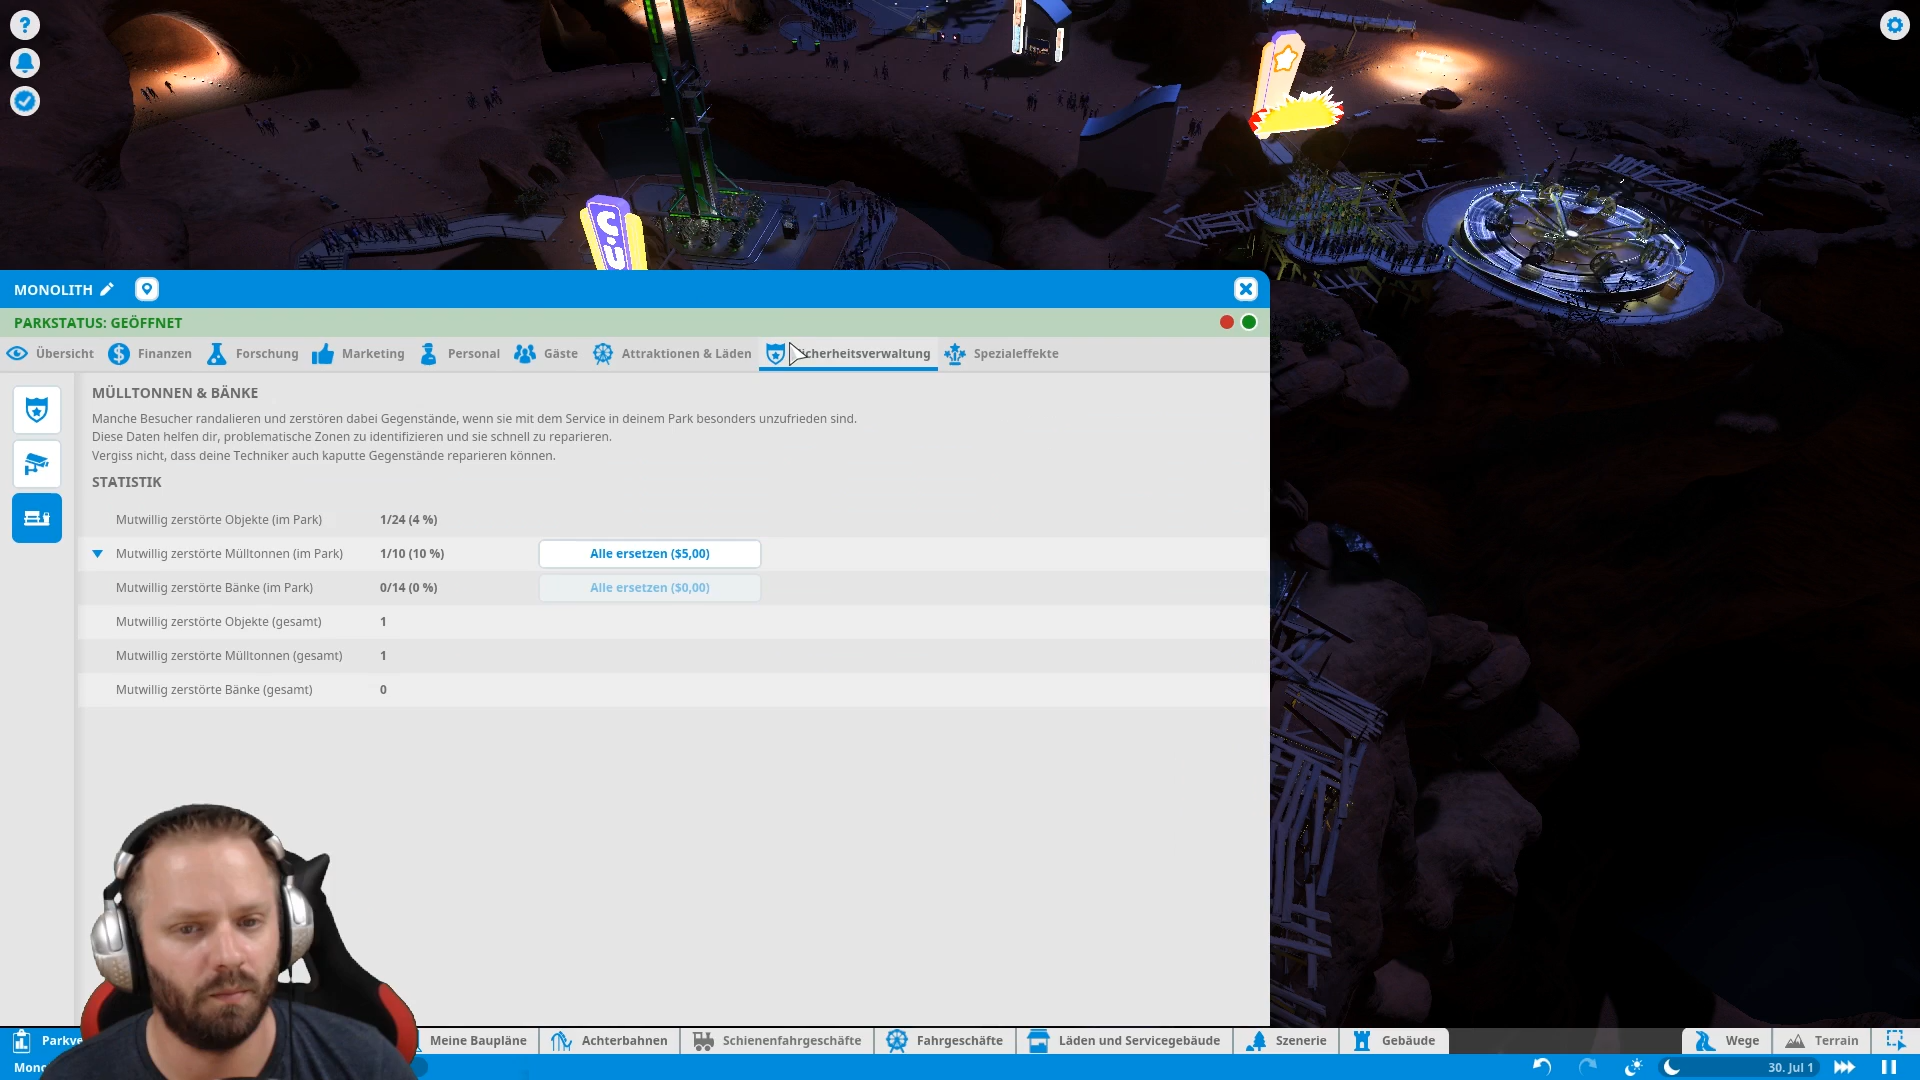 MONOLITH
PARKSTATUS: GEÖFFNET
Übersicht Finanzen Forschung Marketing Personal Gäste Attraktionen & Läden cherheitsverwaltung Spezialeffekte
MÜLLTONNEN & BÄNKE
Manche Besucher randalieren und zerstören dabei Gegenstände, wenn sie mit dem Service in deinem Park besonders unzufrieden sind.
Diese Daten helfen dir, problematische Zonen zu identifizieren und sie schnell zu reparieren.
Vergiss nicht, dass deine Techniker auch kaputte Gegenstände reparieren können.
STATISTIK
Mutwillig zerstörte Objekte (im Park) 1/24 (4 %)
Mutwillig zerstörte Mülltonnen (im Park) 1/10 (10 %) Alle ersetzen ($5,00)
Mutwillig zerstörte Bänke (im Park) 0/14 (0 %) Alle ersetzen ($0,00)
Mutwillig zerstörte Objekte (gesamt) 1
Mutwillig zerstörte Mülltonnen (gesamt) 1
Mutwillig zerstörte Bänke (gesamt) 0
Parkve Meine Baupläne Achterbahnen Schienenfahrgeschäfte Fahrgeschäfte Läden und Servicegebäude Szenerie Gebäude Wege Terrain
Mono 30. Jul 1